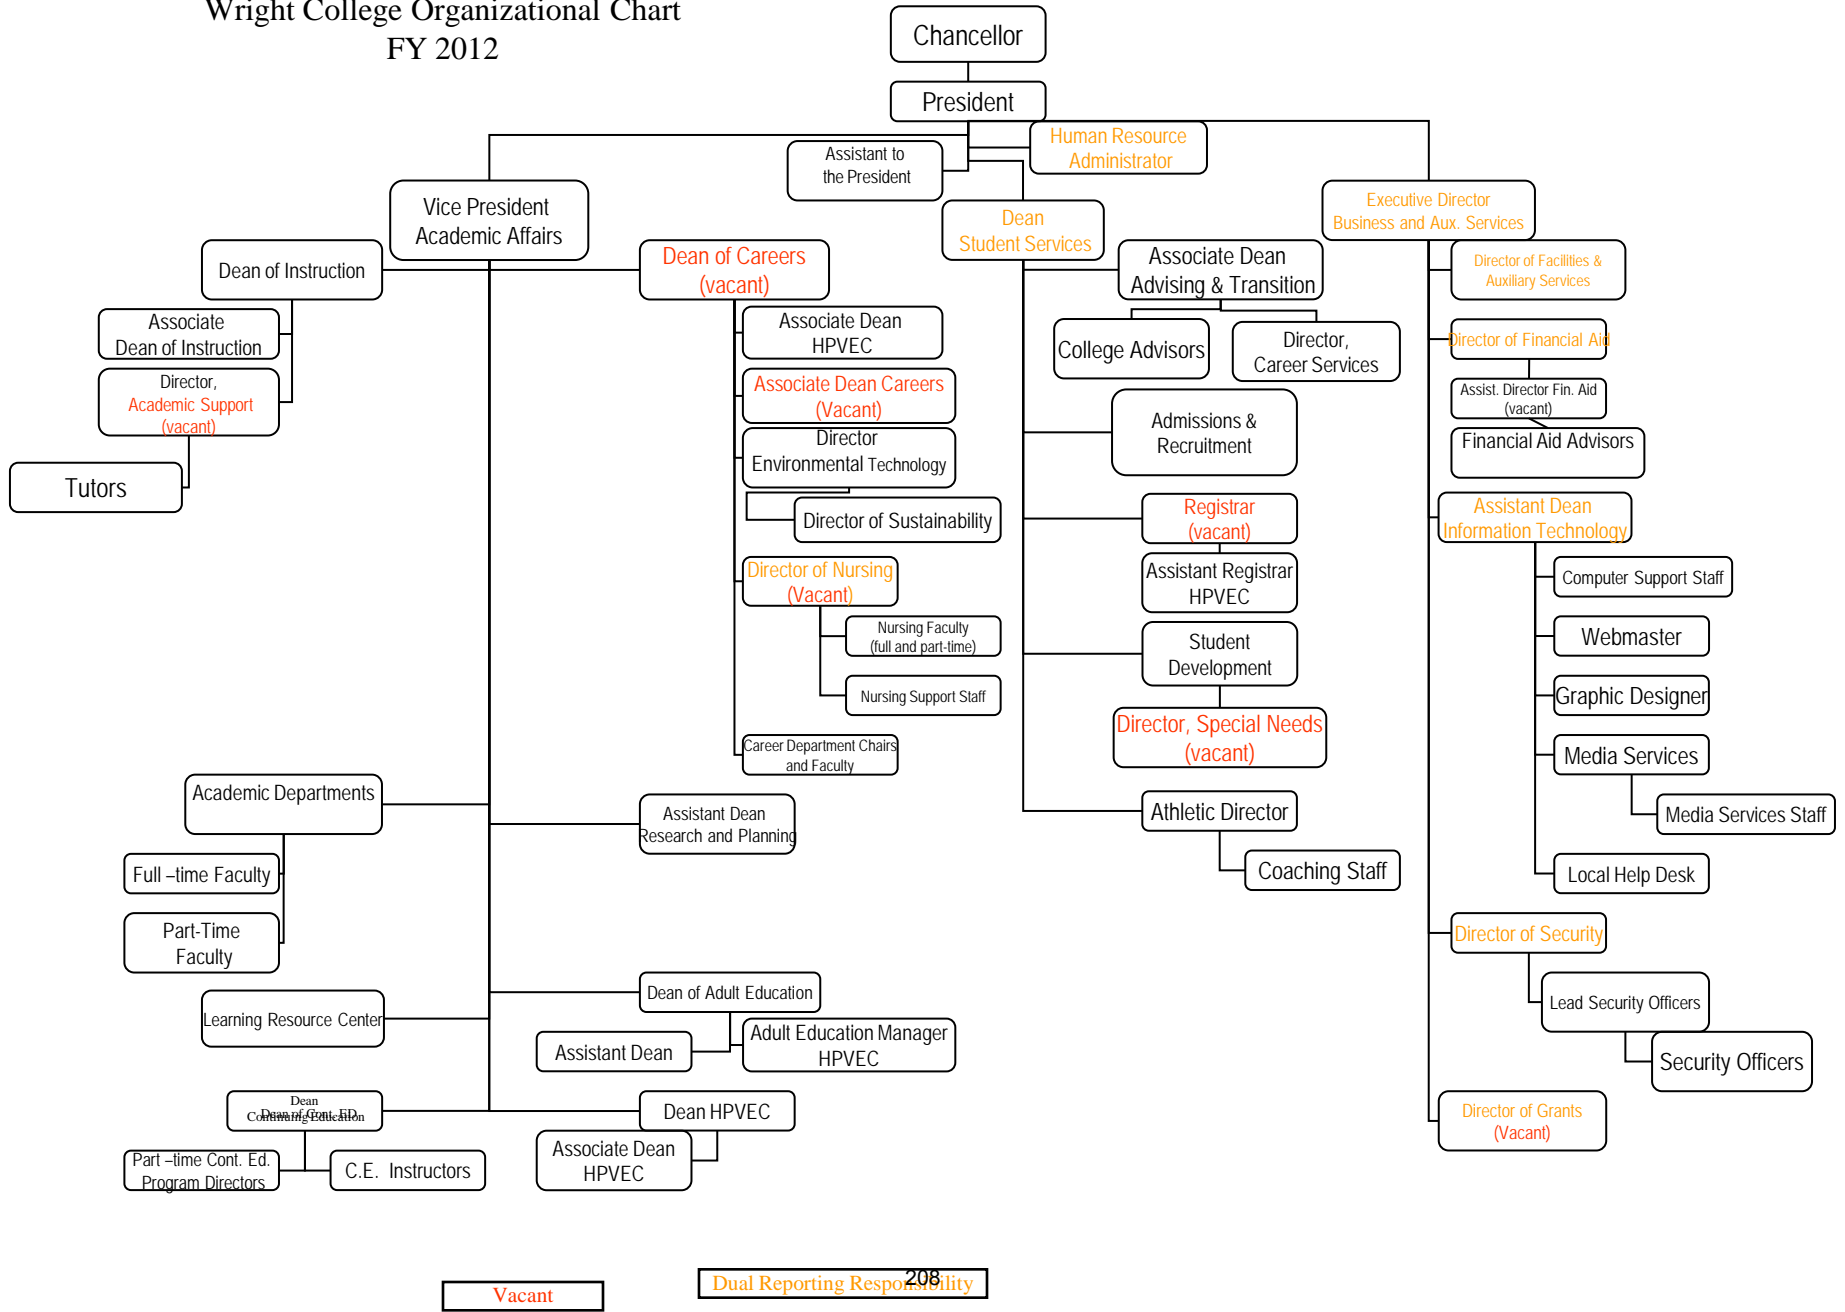 Wright College Organizational Chart
FY 2012
Chancellor
President
Human Resource
Administrator
Assistant to
the President
Vice President
Academic Affairs
Dean
Student Services
Executive Director
Business and Aux. Services
Dean of Instruction
Associate
Dean of Instruction
Director,
Academic Support
(vacant)
Tutors
Dean of Careers
(vacant)
Associate Dean
HPVEC
Associate Dean Careers
(Vacant)
Director
Environmental Technology
Director of Sustainability
Director of Nursing
(Vacant)
Nursing Faculty
(full and part-time)
Nursing Support Staff
Career Department Chairs
and Faculty
Academic Departments
Full –time Faculty
Part-Time
Faculty
Assistant Dean
Research and Planning
Learning Resource Center
Dean of Adult Education
Assistant Dean
Adult Education Manager
HPVEC
Dean
Continuing Education
Dean of Cont. ED
Part –time Cont. Ed.
Program Directors
C.E. Instructors
Dean HPVEC
Associate Dean
HPVEC
Associate Dean
Advising & Transition
College Advisors
Director,
Career Services
Admissions &
Recruitment
Registrar
(vacant)
Assistant Registrar
HPVEC
Student
Development
Director, Special Needs
(vacant)
Athletic Director
Coaching Staff
Director of Facilities &
Auxiliary Services
Director of Financial Aid
Assist. Director Fin. Aid
(vacant)
Financial Aid Advisors
Assistant Dean
Information Technology
Computer Support Staff
Webmaster
Graphic Designer
Media Services
Media Services Staff
Local Help Desk
Director of Security
Lead Security Officers
Security Officers
Director of Grants
(Vacant)
Vacant
Dual Reporting Responsibility
208